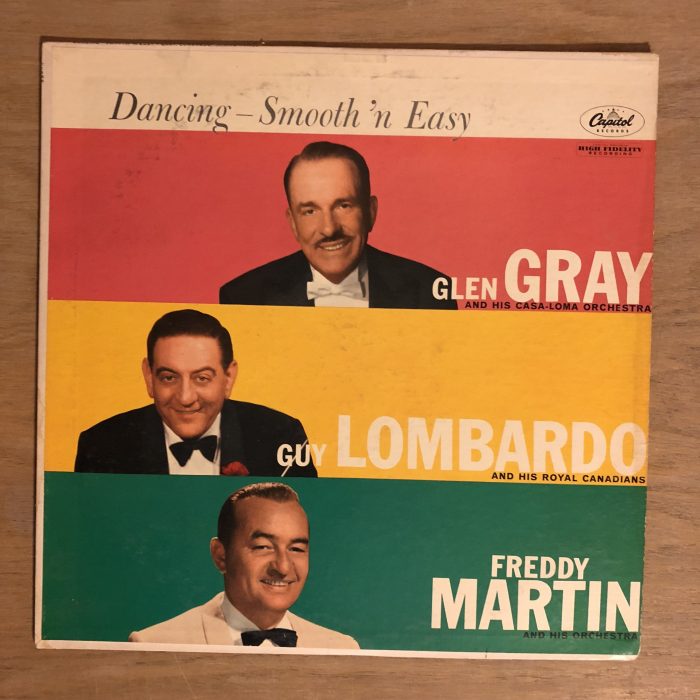 Dancing – Smooth 'n Easy
Capitol
RECORDS
HIGH FIDELITY
RECORDING
GLEN GRAY
AND HIS CASA-LOMA ORCHESTRA
GUY LOMBARDO
AND HIS ROYAL CANADIANS
FREDDY
MARTIN
AND HIS ORCHESTRA